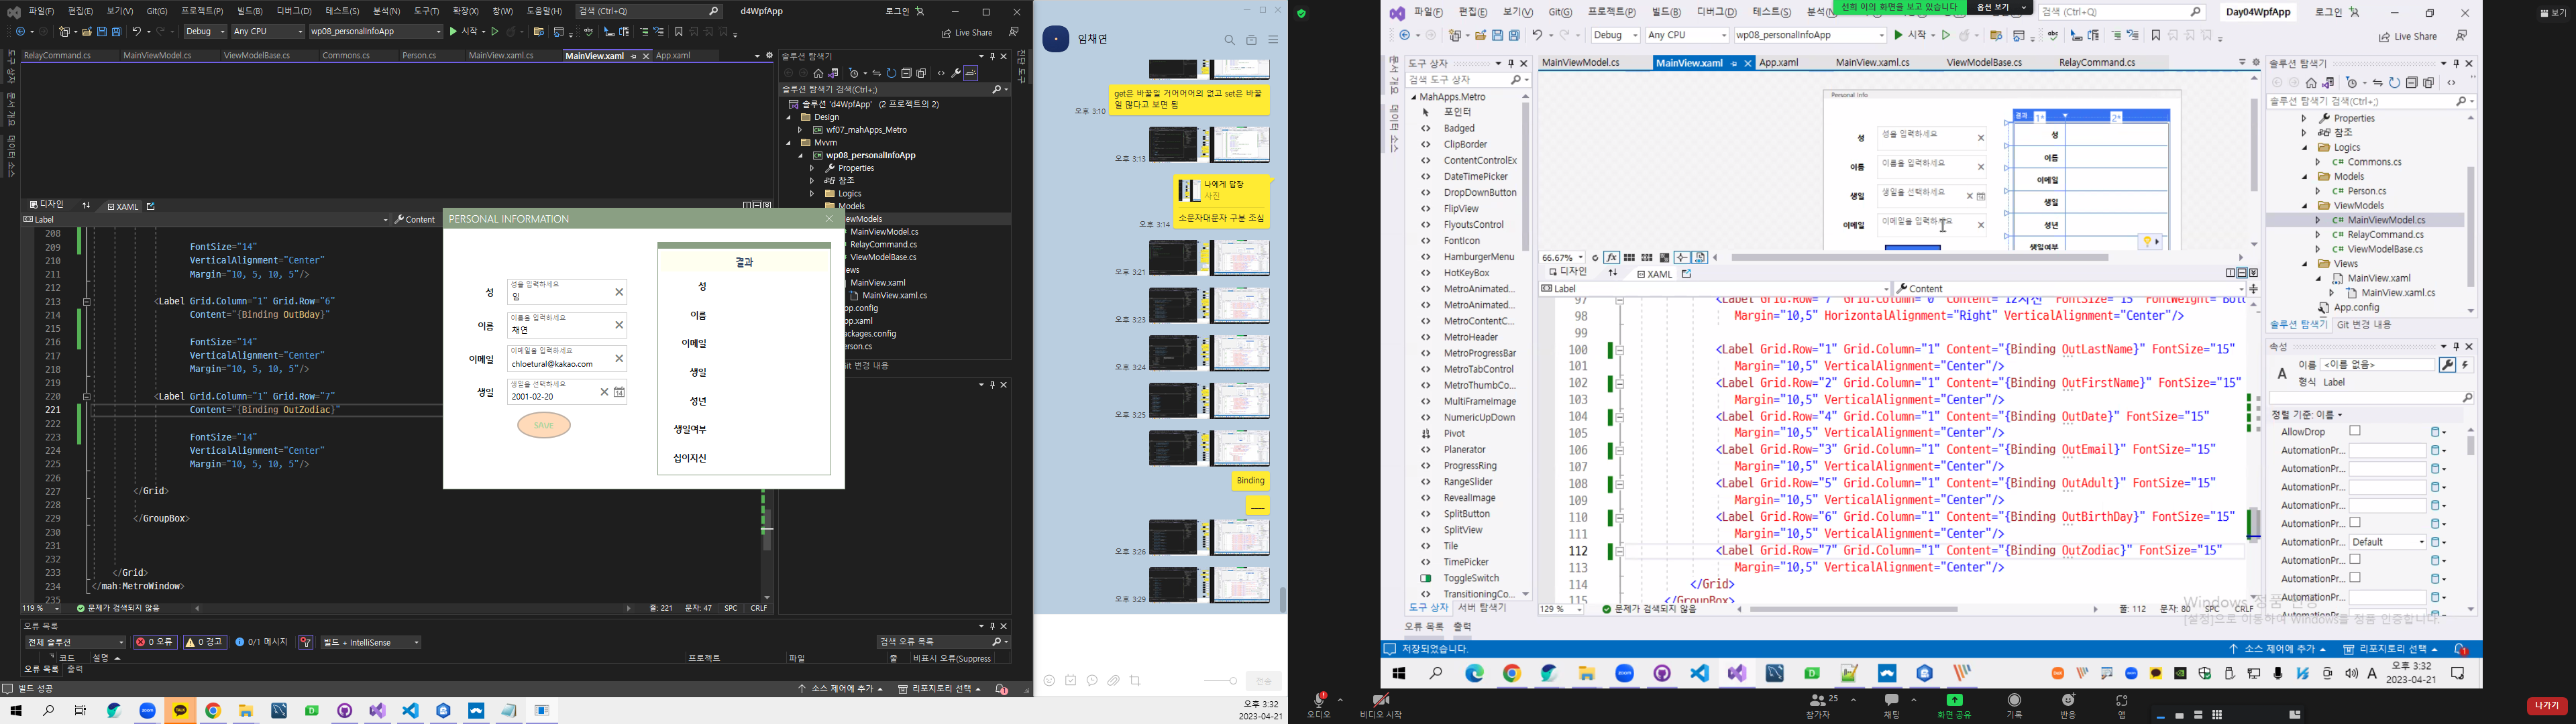 파일(F) 편집(E) 보기(V) Git(G) 프로젝트(P) 빌드(B) 디버그(D) 테스트(S) 분석(N) 도구(T) 확장(X) 창(W) 도움말(H) 검색 (Ctrl+Q) d4WpfApp 로그인
Debug Any CPU wp08_personalInfoApp 시작 Live Share
RelayCommand.cs MainViewModel.cs ViewModelBase.cs Commons.cs Person.cs MainView.xaml.cs MainView.xaml App.xaml
솔루션 탐색기
솔루션 탐색기 검색(Ctrl+;)
솔루션 'd4WpfApp' (2 프로젝트의 2)
Design
wf07_mahApps_Metro
Mvvm
wp08_personalInfoApp
Properties
참조
Logics
Models
ewModels
MainViewModel.cs
RelayCommand.cs
ViewModelBase.cs
MainView.xaml
MainView.xaml.cs
디자인 XAML
Label Content
208
209 FontSize="14"
210 VerticalAlignment="Center"
211 Margin="10, 5, 10, 5"/>
212
213 <Label Grid.Column="1" Grid.Row="6"
214 Content="{Binding OutBday}"
215
216 FontSize="14"
217 VerticalAlignment="Center"
218 Margin="10, 5, 10, 5"/>
219
220 <Label Grid.Column="1" Grid.Row="7"
221 Content="{Binding OutZodiac}"
222
223 FontSize="14"
224 VerticalAlignment="Center"
225 Margin="10, 5, 10, 5"/>
226
227 </Grid>
228
229 </GroupBox>
230
231
232
233 </Grid>
234 </mah:MetroWindow>
235
119 % 문제가 검색되지 않음 줄: 221 문자: 47 SPC CRLF
PERSONAL INFORMATION
결과
성 성을 입력하세요 임
이름 이름을 입력하세요 채연
이메일 이메일을 입력하세요 chloetural@kakao.com
생일 생일을 선택하세요 2001-02-20
SAVE
성
이름
이메일
생일
성년
생일여부
십이지신
오류 목록
전체 솔루션 0 오류 0 경고 0/1 메시지 빌드 + IntelliSense 검색 오류 목록
코드 설명 프로젝트 파일 줄 비표시 오류(Suppress
오류 목록 출력
빌드 성공 소스 제어에 추가 리포지토리 선택
오후 3:32
2023-04-21
임채연
get은 바꿀일 거어어어의 없고 set은 바꿀일 많다고 보면 됨
오후 3:10
오후 3:13
나에게 답장
사진
소문자대문자 구분 조심
오후 3:14
오후 3:21
오후 3:23
오후 3:24
오후 3:25
Binding
오후 3:26
오후 3:29
전송
선희 이의 화면을 보고 있습니다 옵션 보기
보기
파일(F) 편집(E) 보기(V) Git(G) 프로젝트(P) 빌드(B) 디버그(D) 테스트(S) 검색 (Ctrl+Q) Day04WpfApp 로그인
Debug Any CPU wp08_personalInfoApp 시작 Live Share
도구 상자
검색 도구 상자
MahApps.Metro
포인터
Badged
ClipBorder
ContentControlEx
DateTimePicker
DropDownButton
FlipView
FlyoutsControl
FontIcon
HamburgerMenu
HotKeyBox
MetroAnimated...
MetroAnimated...
MetroContentC...
MetroHeader
MetroProgressBar
MetroTabControl
MetroThumbCo...
MultiFrameImage
NumericUpDown
Pivot
Planerator
ProgressRing
RangeSlider
RevealImage
SplitButton
SplitView
Tile
TimePicker
ToggleSwitch
TransitioningCo...
도구 상자 서버 탐색기
오류 목록 출력
MainViewModel.cs MainView.xaml App.xaml MainView.xaml.cs ViewModelBase.cs RelayCommand.cs
Personal Info
성 성을 입력하세요
이름 이름을 입력하세요
생일 생일을 선택하세요
이메일 이메일을 입력하세요
결과
성
이름
이메일
생일
성년
생일여부
66.67%
디자인 XAML
Label Content
98 Margin="10,5" HorizontalAlignment="Right" VerticalAlignment="Center"/>
99
100 <Label Grid.Row="1" Grid.Column="1" Content="{Binding OutLastName}" FontSize="15"
101 Margin="10,5" VerticalAlignment="Center"/>
102 <Label Grid.Row="2" Grid.Column="1" Content="{Binding OutFirstName}" FontSize="15"
103 Margin="10,5" VerticalAlignment="Center"/>
104 <Label Grid.Row="4" Grid.Column="1" Content="{Binding OutDate}" FontSize="15"
105 Margin="10,5" VerticalAlignment="Center"/>
106 <Label Grid.Row="3" Grid.Column="1" Content="{Binding OutEmail}" FontSize="15"
107 Margin="10,5" VerticalAlignment="Center"/>
108 <Label Grid.Row="5" Grid.Column="1" Content="{Binding OutAdult}" FontSize="15"
109 Margin="10,5" VerticalAlignment="Center"/>
110 <Label Grid.Row="6" Grid.Column="1" Content="{Binding OutBirthDay}" FontSize="15"
111 Margin="10,5" VerticalAlignment="Center"/>
112 <Label Grid.Row="7" Grid.Column="1" Content="{Binding OutZodiac}" FontSize="15"
113 Margin="10,5" VerticalAlignment="Center"/>
114 </Grid>
115 </GroupBox>
129 % 문제가 검색되지 않음 줄: 112 문자: 80 SPC CRLF
솔루션 탐색기
솔루션 탐색기 검색(Ctrl+;)
Properties
참조
Logics
Commons.cs
Models
Person.cs
ViewModels
MainViewModel.cs
RelayCommand.cs
ViewModelBase.cs
Views
MainView.xaml
MainView.xaml.cs
App.config
솔루션 탐색기 Git 변경 내용
속성
이름 <이름 없음>
형식 Label
정렬 기준: 이름
AllowDrop
AutomationPr...
AutomationPr...
AutomationPr...
AutomationPr...
AutomationPr...
AutomationPr... Default
AutomationPr...
AutomationPr...
AutomationPr...
Windows 정품 인증
[설정]으로 이동하여 Windows를 정품 인증합니다.
저장되었습니다. 소스 제어에 추가 리포지토리 선택
오후 3:32
2023-04-21
오디오 비디오 시작 참가자 25 채팅 화면 공유 기록 반응 앱 나가기